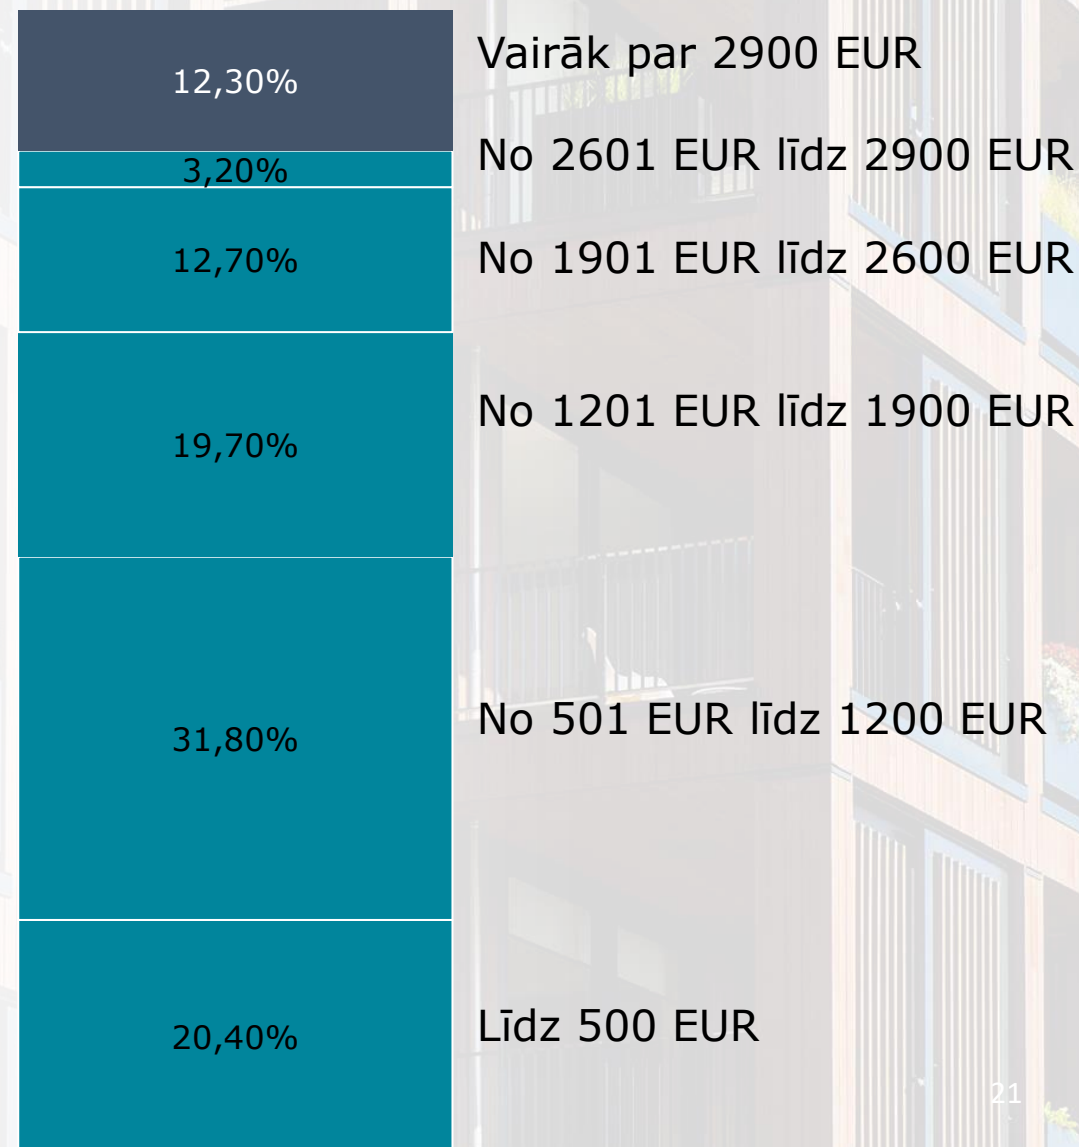 12,30% Vairāk par 2900 EUR
3,20% No 2601 EUR līdz 2900 EUR
12,70% No 1901 EUR līdz 2600 EUR
19,70% No 1201 EUR līdz 1900 EUR
31,80% No 501 EUR līdz 1200 EUR
20,40% Līdz 500 EUR
21